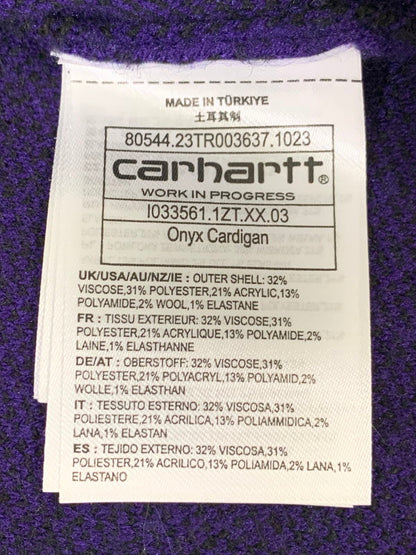 MADE IN TÜRKIYE
土耳其制
80544.23TR003637.1023
carhartt®
WORK IN PROGRESS
I033561.1ZT.XX.03
Onyx Cardigan
UK/USA/AU/NZ/IE : OUTER SHELL: 32%
VISCOSE,31% POLYESTER,21% ACRYLIC,13%
POLYAMIDE,2% WOOL,1% ELASTANE
FR : TISSU EXTERIEUR: 32% VISCOSE,31%
POLYESTER,21% ACRYLIQUE,13% POLYAMIDE,2%
LAINE,1% ELASTHANNE
DE/AT : OBERSTOFF: 32% VISCOSE,31%
POLYESTER,21% POLYACRYL,13% POLYAMID,2%
WOLLE,1% ELASTHAN
IT : TESSUTO ESTERNO: 32% VISCOSA,31%
POLIESTERE,21% ACRILICA,13% POLIAMMIDICA,2%
LANA,1% ELASTAN
ES : TEJIDO EXTERNO: 32% VISCOSA,31%
POLIESTER,21% ACRILICO,13% POLIAMIDA,2% LANA,1%
ELASTANO